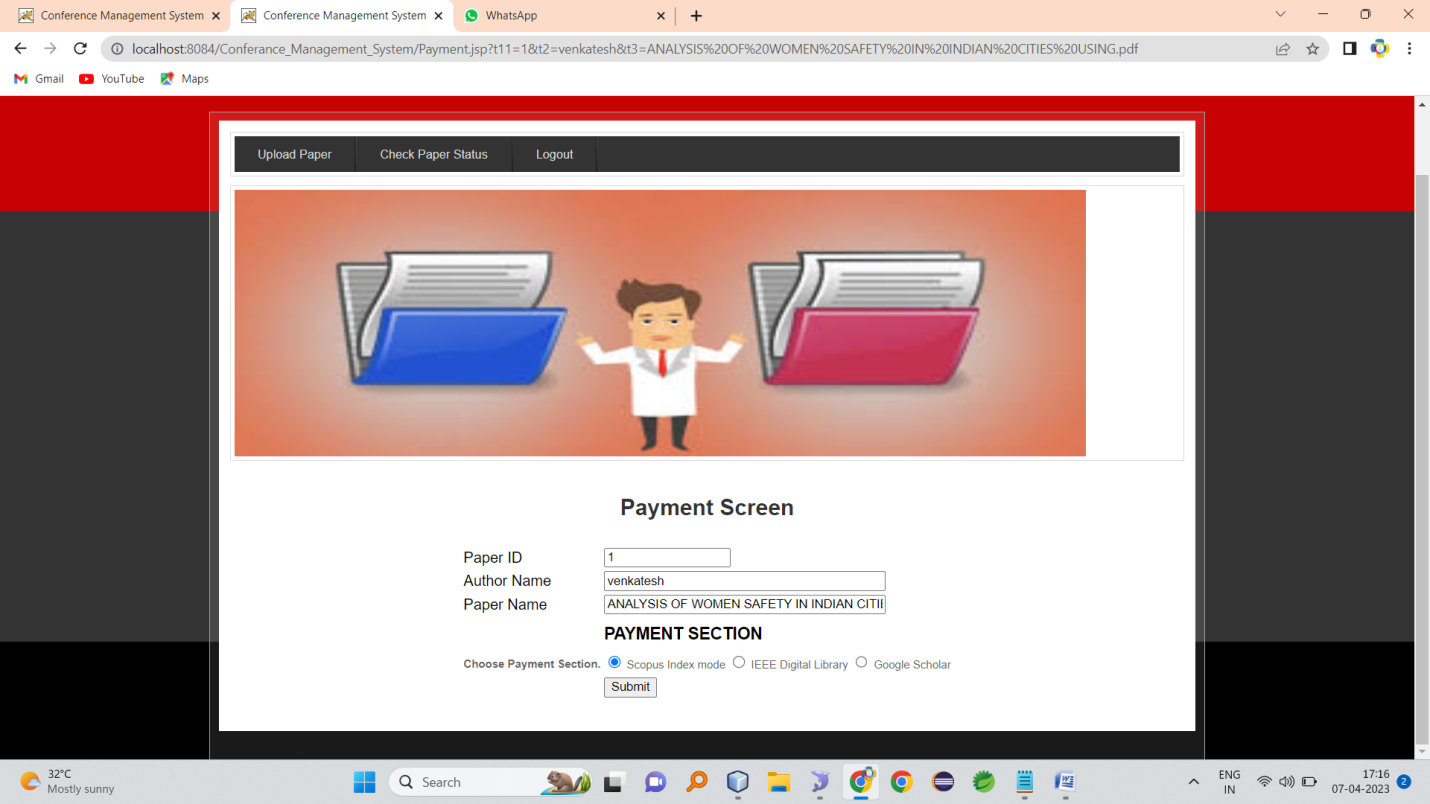 Conference Management System
Conference Management System
WhatsApp
localhost:8084/Conferance_Management_System/Payment.jsp?t11=1&t2=venkatesh&t3=ANALYSIS%20OF%20WOMEN%20SAFETY%20IN%20INDIAN%20CITIES%20USING.pdf
Gmail
YouTube
Maps
Upload Paper
Check Paper Status
Logout
Payment Screen
Paper ID
1
Author Name
venkatesh
Paper Name
ANALYSIS OF WOMEN SAFETY IN INDIAN CITII
PAYMENT SECTION
Choose Payment Section.
Scopus Index mode
IEEE Digital Library
Google Scholar
Submit
32°C
Mostly sunny
Search
ENG
IN
17:16
07-04-2023
2